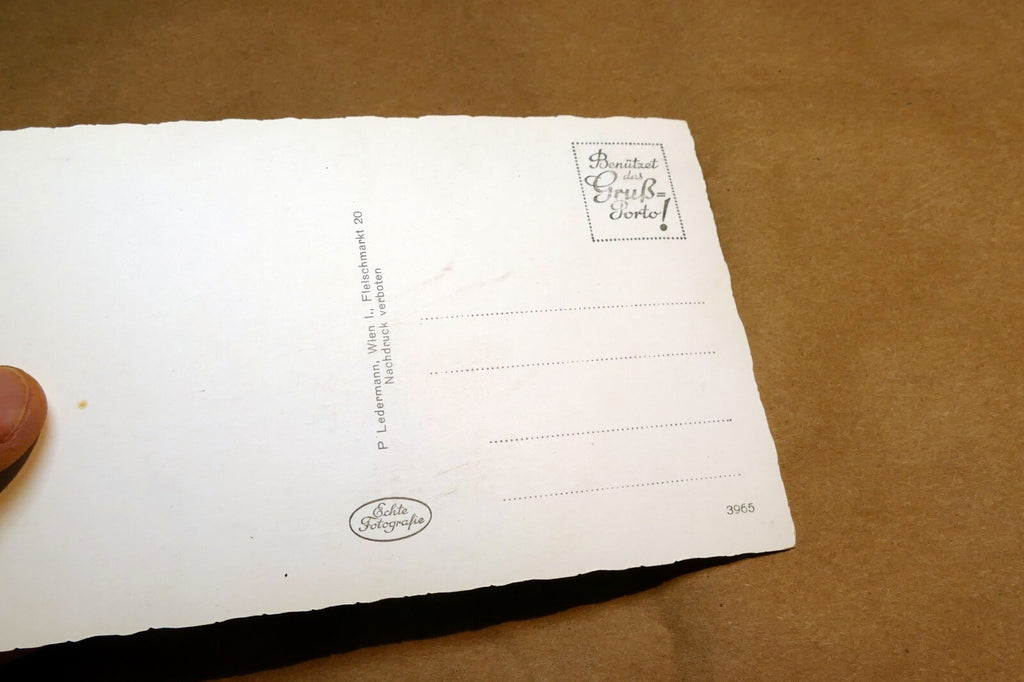 Benützet
das
Gruß=
Porto!
P. Ledermann, Wien I., Fleischmarkt 20
Nachdruck verboten
Echte
Fotografie
3965